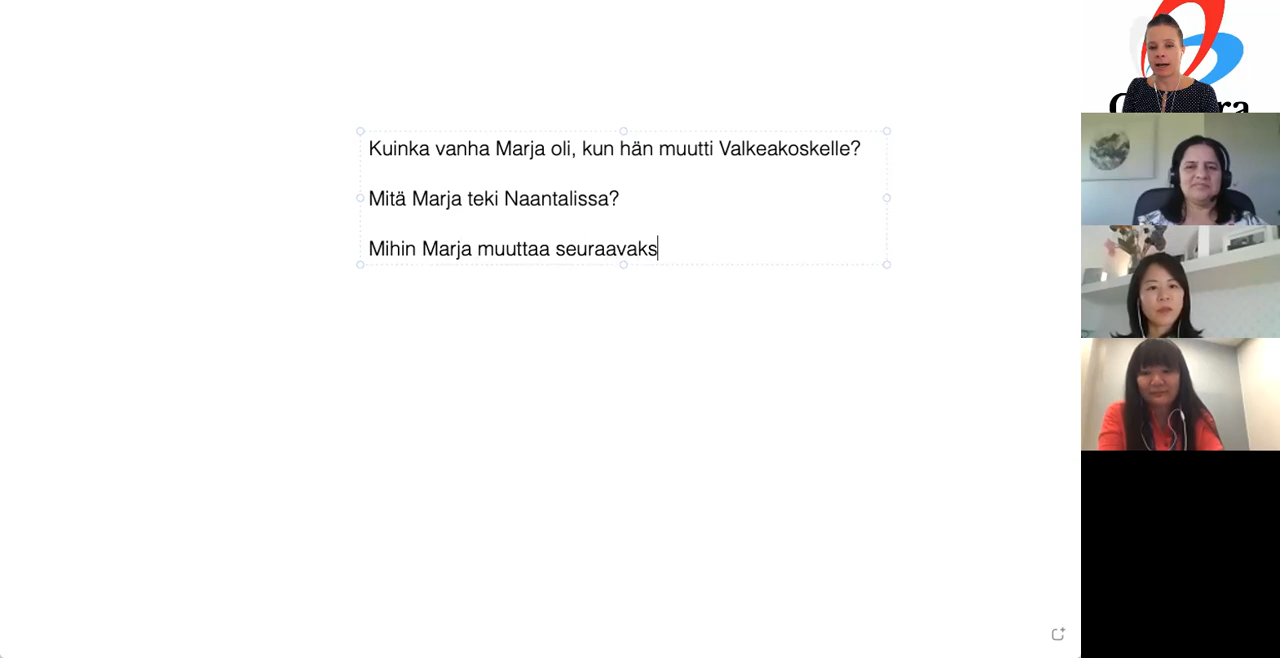 Kuinka vanha Marja oli, kun hän muutti Valkeakoskelle?
Mitä Marja teki Naantalissa?
Mihin Marja muuttaa seuraavaks